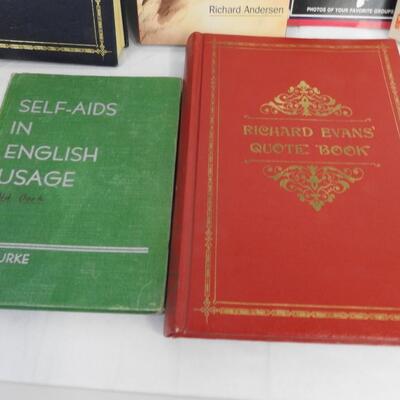 Richard Andersen
PHOTOS OF YOUR FAVORITE GROUPS
SELF-AIDS
IN
ENGLISH
USAGE
URKE
RICHARD EVANS'
QUOTE BOOK